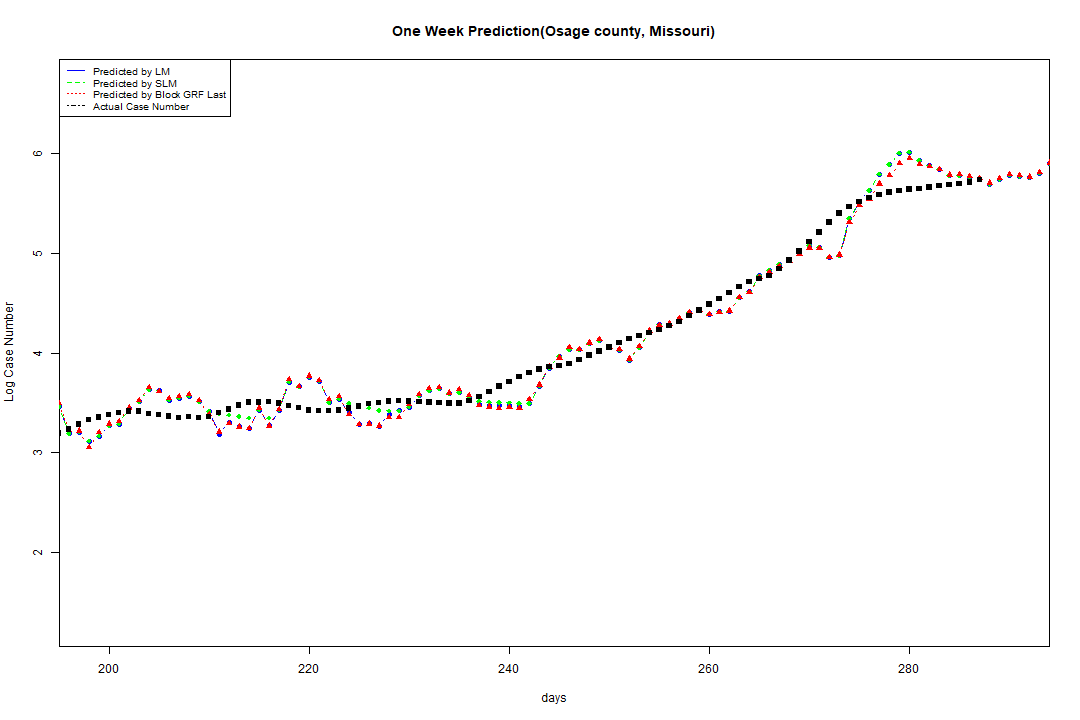 One Week Prediction(Osage county, Missouri)
Predicted by LM
Predicted by SLM
Predicted by Block GRF Last
Actual Case Number
Log Case Number
6
5
4
3
2
200 220 240 260 280
days